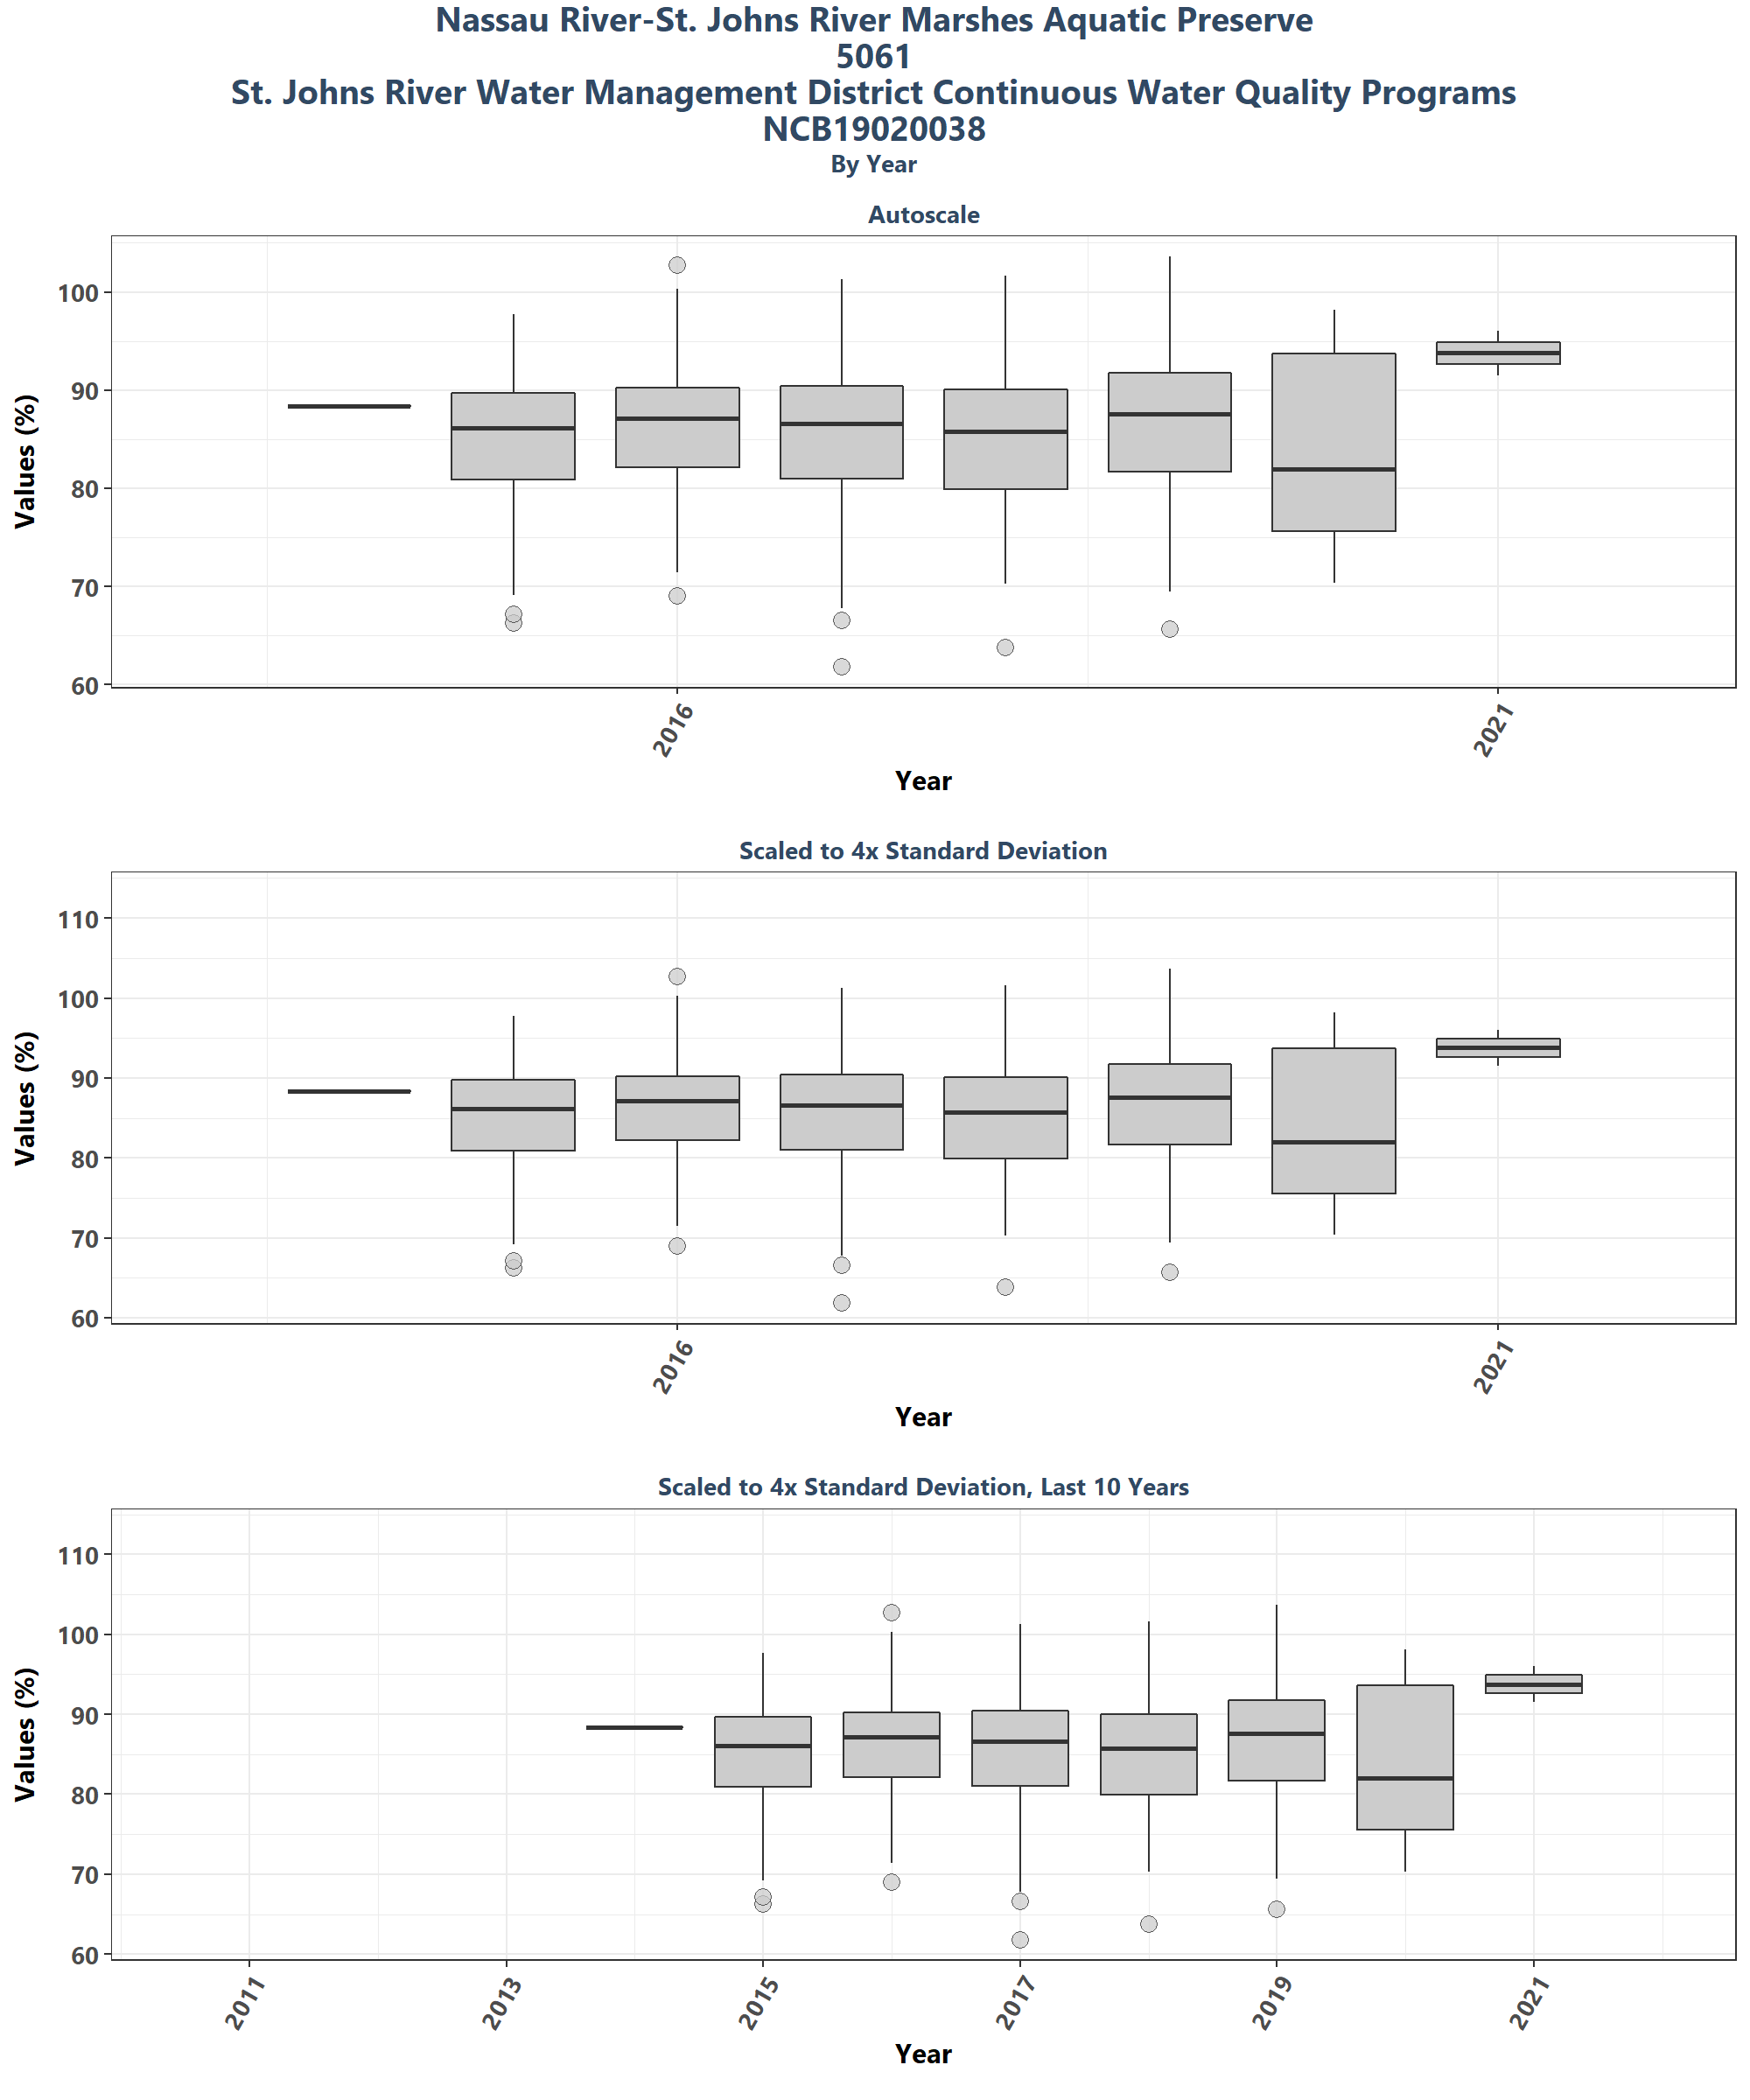 Nassau River-St. Johns River Marshes Aquatic Preserve
5061
St. Johns River Water Management District Continuous Water Quality Programs
NCB19020038
By Year
Autoscale
Values (%)
100
90
80
70
60
2016
2021
Year
Scaled to 4x Standard Deviation
Values (%)
110
100
90
80
70
60
2016
2021
Year
Scaled to 4x Standard Deviation, Last 10 Years
Values (%)
110
100
90
80
70
60
2011
2013
2015
2017
2019
2021
Year